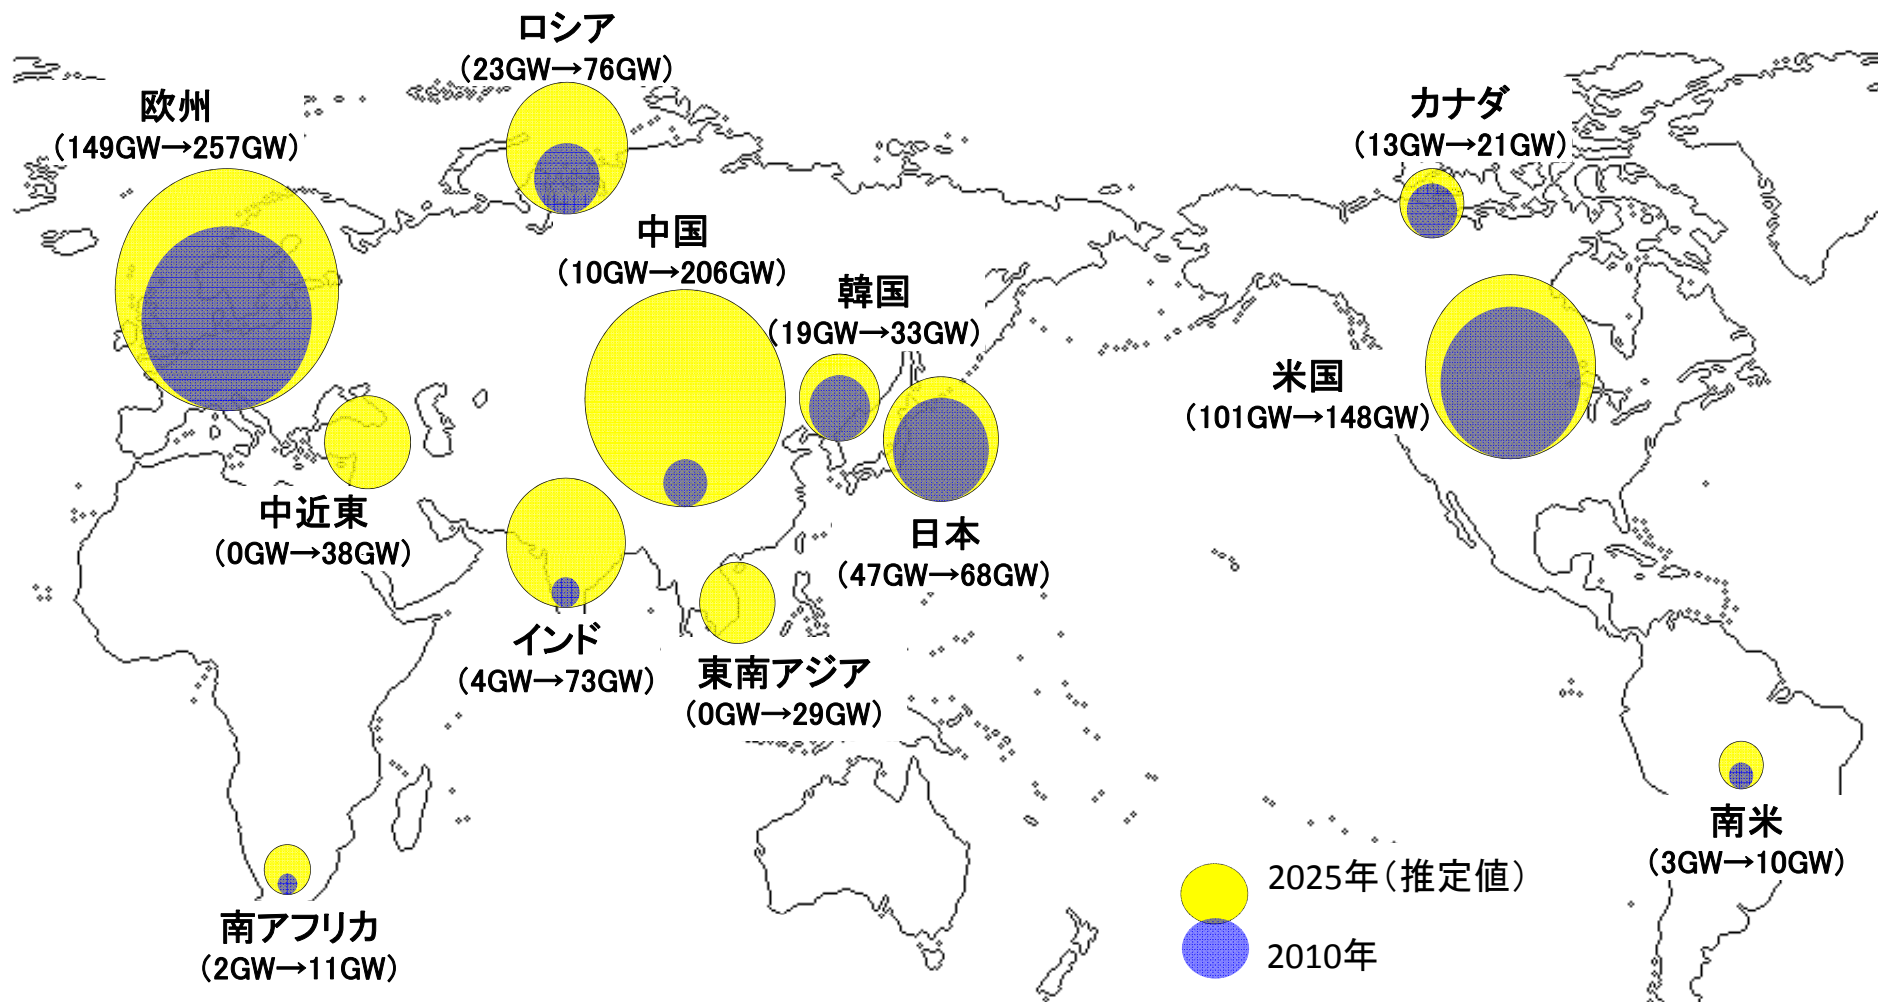 ロシア
(23GW→76GW)
欧州
(149GW→257GW)
カナダ
(13GW→21GW)
中国
(10GW→206GW)
韓国
(19GW→33GW)
米国
(101GW→148GW)
中近東
(0GW→38GW)
日本
(47GW→68GW)
インド
(4GW→73GW)
東南アジア
(0GW→29GW)
南米
(3GW→10GW)
南アフリカ
(2GW→11GW)
2025年(推定値)
2010年